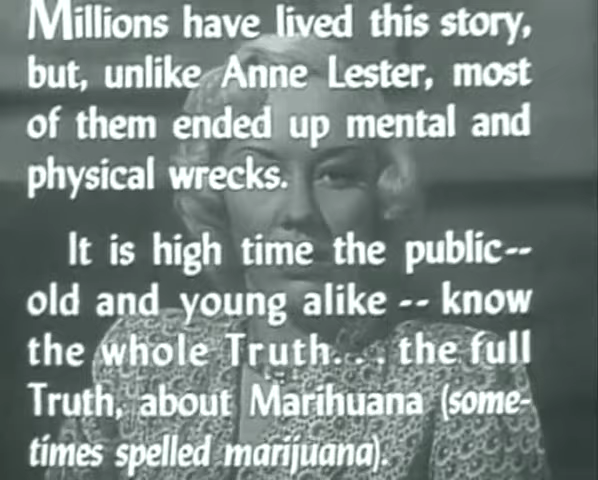 Millions have lived this story,
but, unlike Anne Lester, most
of them ended up mental and
physical wrecks.
It is high time the public--
old and young alike -- know
the whole Truth... . the full
Truth, about Marihuana (some-
times spelled marijuana).